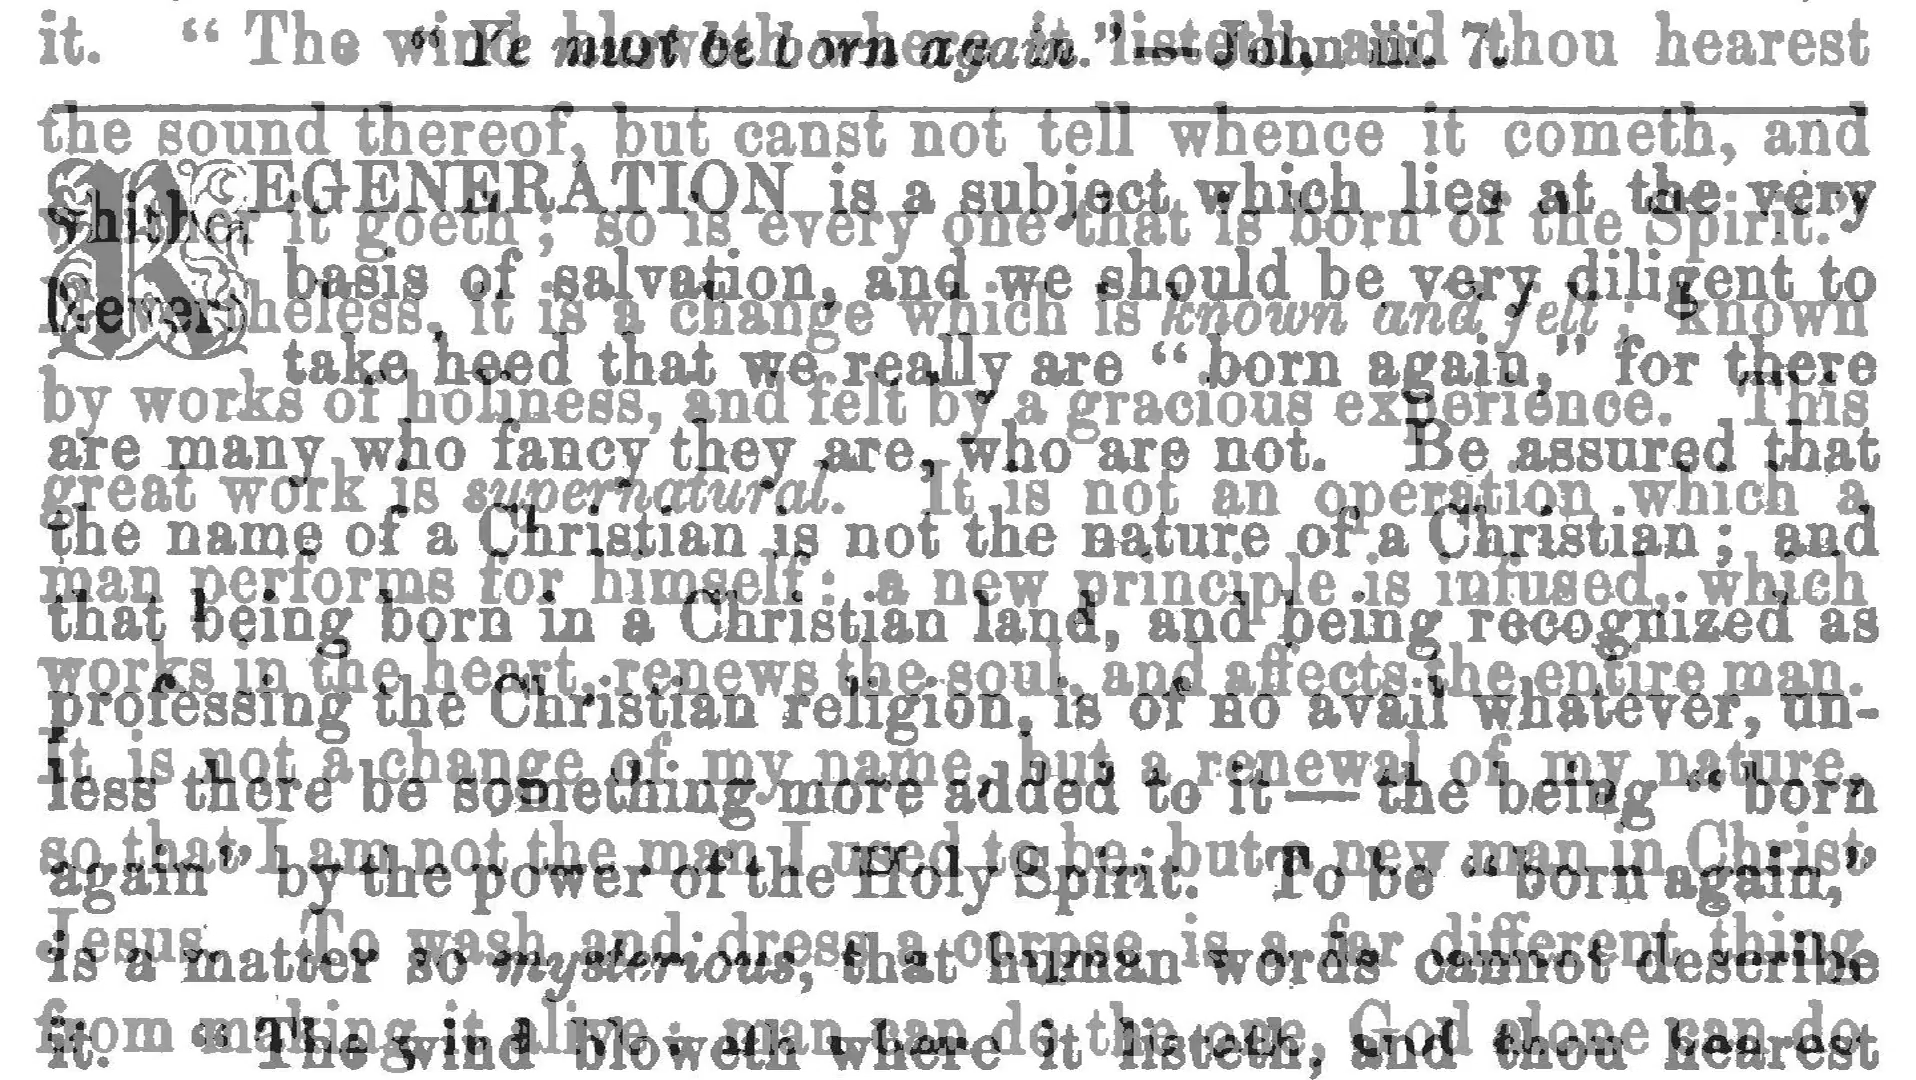 it. “ The wind bloweth where it listeth, and thou hearest
“ Ye must be born again.”—John iii. 7.
the sound thereof, but canst not tell whence it cometh, and
REGENERATION is a subject which lies at the very
whither it goeth ; so is every one that is born of the Spirit.”
basis of salvation, and we should be very diligent to
Nevertheless, it is a change which is known and felt ; known
take heed that we really are “ born again,” for there
by works of holiness, and felt by a gracious experience. This
are many who fancy they are, who are not. Be assured that
great work is supernatural. It is not an operation which a
the name of a Christian is not the nature of a Christian ; and
man performs for himself : a new principle is infused, which
that being born in a Christian land, and being recognized as
works in the heart, renews the soul, and affects the entire man.
professing the Christian religion, is of no avail whatever, un-
It is not a change of my name, but a renewal of my nature,
less there be something more added to it—the being “ born
so that I am not the man I used to be, but a new man in Christ
again” by the power of the Holy Spirit. To be “ born again,”
Jesus. To wash and dress a corpse is a far different thing
is a matter so mysterious, that human words cannot describe
from making it alive : man can do the one, God alone can do
it. “ The wind bloweth where it listeth, and thou hearest